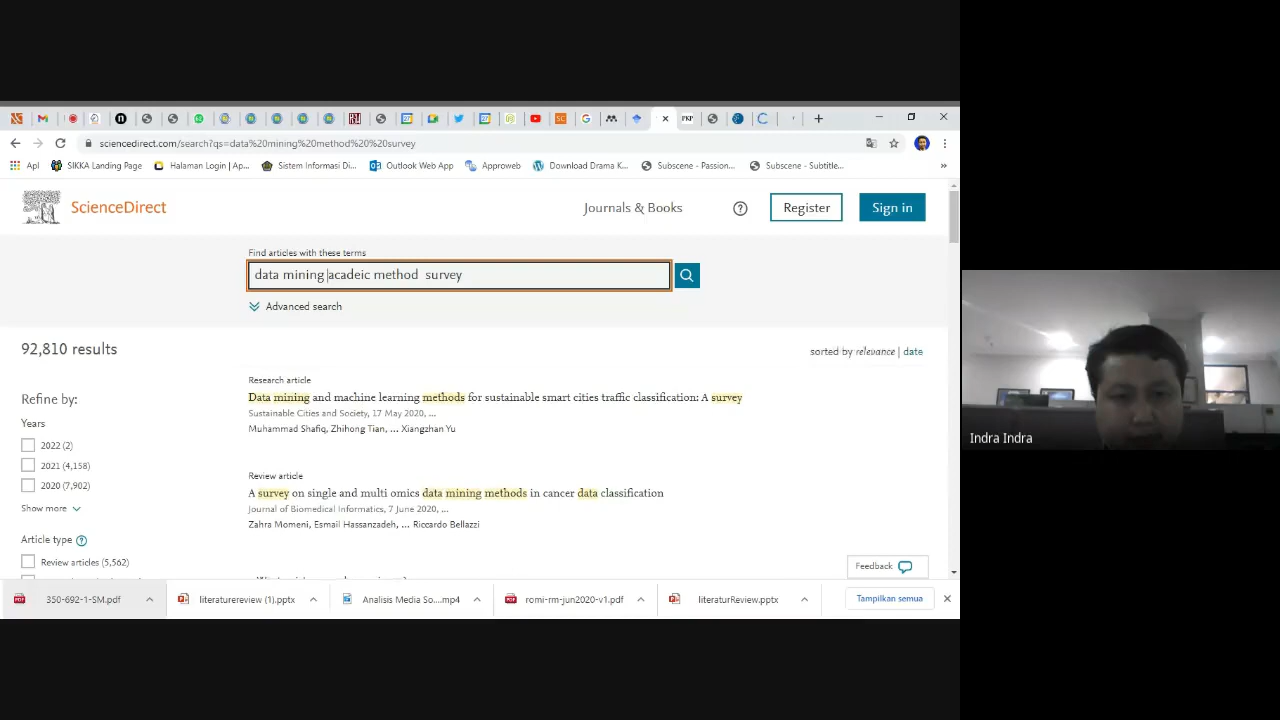 sciencedirect.com/search?qs=data%20mining%20method%20%20survey
Apl
SIKKA Landing Page
Halaman Login | Ap...
Sistem Informasi Di...
Outlook Web App
Approweb
Download Drama K...
Subscene - Passion...
Subscene - Subtitle...
»
ScienceDirect
Journals & Books
Register
Sign in
Find articles with these terms
data mining acadeic method  survey
Advanced search
92,810 results
sorted by relevance | date
Refine by:
Years
2022 (2)
2021 (4,158)
2020 (7,902)
Show more
Article type
Review articles (5,562)
Research article
Data mining and machine learning methods for sustainable smart cities traffic classification: A survey
Sustainable Cities and Society, 17 May 2020, ...
Muhammad Shafiq, Zhihong Tian, ... Xiangzhan Yu
Review article
A survey on single and multi omics data mining methods in cancer data classification
Journal of Biomedical Informatics, 7 June 2020, ...
Zahra Momeni, Esmail Hassanzadeh, ... Riccardo Bellazzi
Feedback
350-692-1-SM.pdf
literaturereview (1).pptx
Analisis Media So....mp4
romi-rm-jun2020-v1.pdf
literaturReview.pptx
Tampilkan semua
Indra Indra